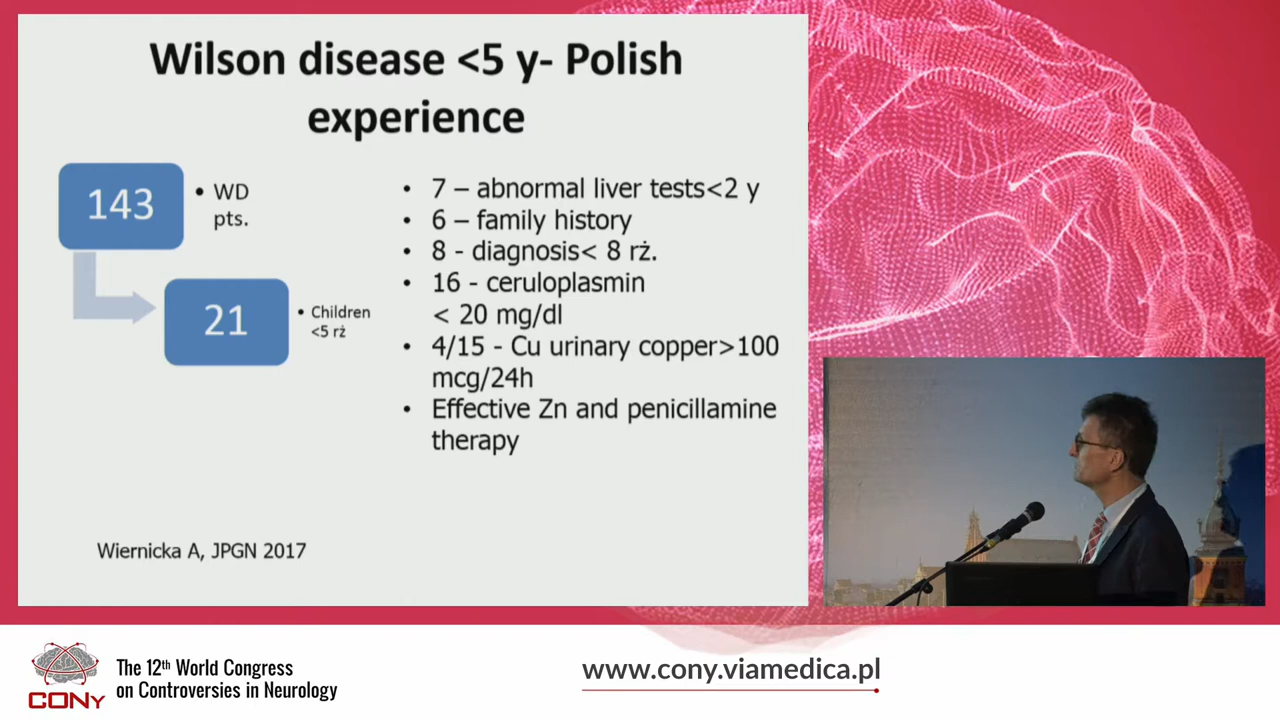 Wilson disease <5 y- Polish
experience
143
• WD
pts.
21
• Children
<5 rż
• 7 – abnormal liver tests<2 y
• 6 – family history
• 8 - diagnosis< 8 rż.
• 16 - ceruloplasmin
< 20 mg/dl
• 4/15 - Cu urinary copper>100
mcg/24h
• Effective Zn and penicillamine
therapy
Wiernicka A, JPGN 2017
CONy
The 12th World Congress
on Controversies in Neurology
www.cony.viamedica.pl